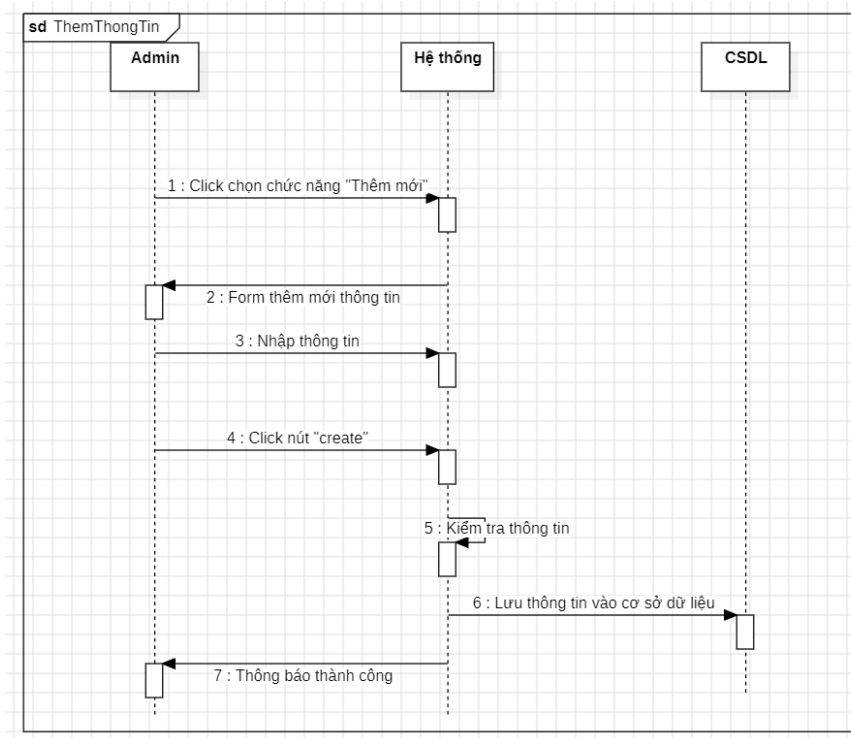 sd ThemThongTin
Admin
Hệ thống
CSDL
1 : Click chọn chức năng "Thêm mới"
2 : Form thêm mới thông tin
3 : Nhập thông tin
4 : Click nút "create"
5 : Kiểm tra thông tin
6 : Lưu thông tin vào cơ sở dữ liệu
7 : Thông báo thành công